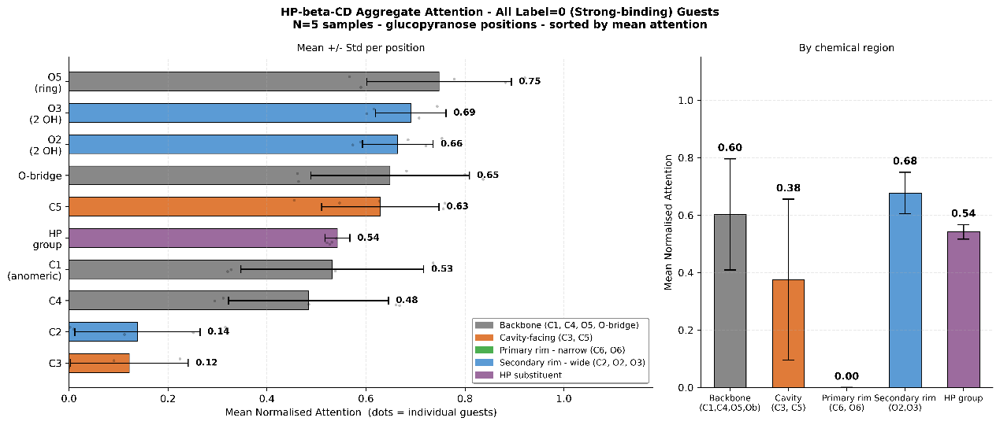 HP-beta-CD Aggregate Attention - All Label=0 (Strong-binding) Guests
N=5 samples - glucopyranose positions - sorted by mean attention
Mean +/- Std per position
O5
(ring)
0.75
O3
(2 OH)
0.69
O2
(2 OH)
0.66
O-bridge
0.65
C5
0.63
HP
group
0.54
C1
(anomeric)
0.53
C4
0.48
C2
0.14
C3
0.12
Backbone (C1, C4, O5, O-bridge)
Cavity-facing (C3, C5)
Primary rim - narrow (C6, O6)
Secondary rim - wide (C2, O2, O3)
HP substituent
0.0 0.2 0.4 0.6 0.8 1.0
Mean Normalised Attention (dots = individual guests)
By chemical region
Mean Normalised Attention
1.0
0.8
0.6
0.4
0.2
0.0
0.60
0.38
0.00
0.68
0.54
Backbone
(C1,C4,O5,Ob)
Cavity
(C3, C5)
Primary rim
(C6, O6)
Secondary rim
(O2,O3)
HP group